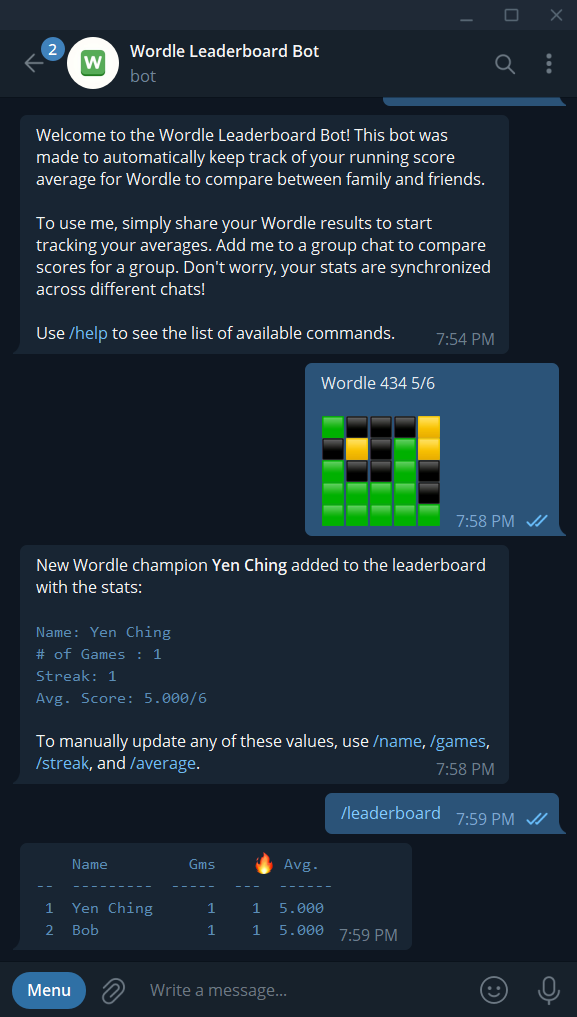 2
W
Wordle Leaderboard Bot
bot
Welcome to the Wordle Leaderboard Bot! This bot was
made to automatically keep track of your running score
average for Wordle to compare between family and friends.
To use me, simply share your Wordle results to start
tracking your averages. Add me to a group chat to compare
scores for a group. Don't worry, your stats are synchronized
across different chats!
Use /help to see the list of available commands. 7:54 PM
Wordle 434 5/6
7:58 PM
New Wordle champion Yen Ching added to the leaderboard
with the stats:
Name: Yen Ching
# of Games : 1
Streak: 1
Avg. Score: 5.000/6
To manually update any of these values, use /name, /games,
/streak, and /average. 7:58 PM
/leaderboard 7:59 PM
Name Gms 🔥 Avg.
-- --------- ----- --- ------
1 Yen Ching 1 1 5.000
2 Bob 1 1 5.000 7:59 PM
Menu Write a message...